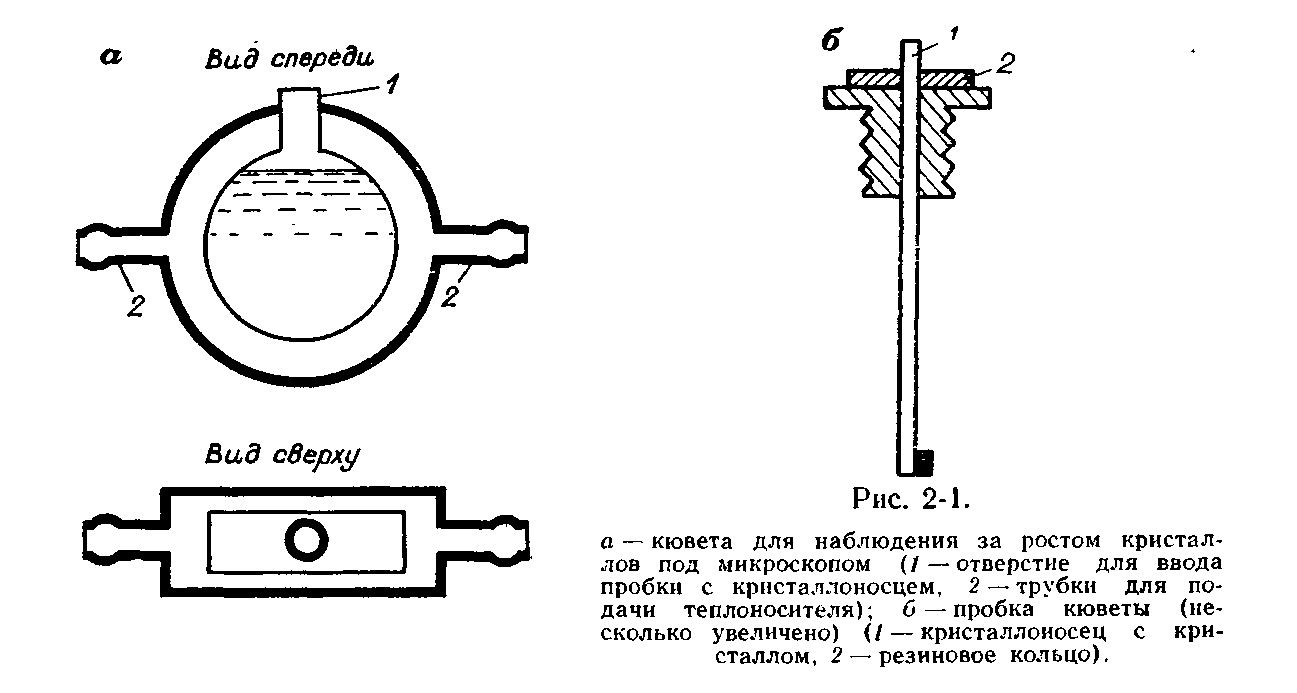 а
Вид спереди
1
2
2
Вид сверху
б
1
2
Рис. 2-1.
а — кювета для наблюдения за ростом кристал-
лов под микроскопом (1 — отверстие для ввода
пробки с кристаллоносцем, 2 — трубки для по-
дачи теплоносителя); б — пробка кюветы (не-
сколько увеличено) (1 — кристаллоносец с кри-
сталлом, 2 — резиновое кольцо).